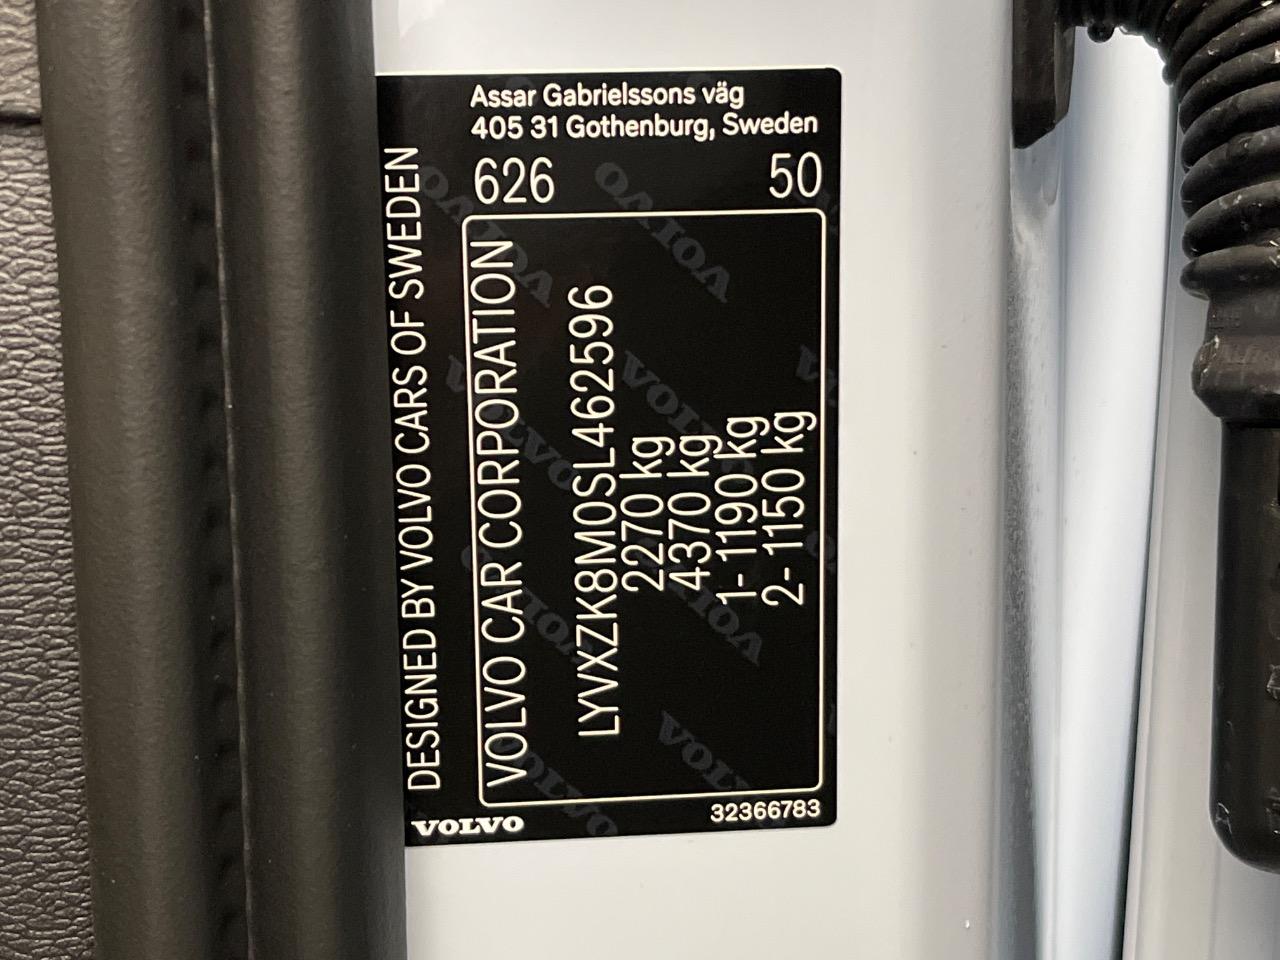 Assar Gabrielssons väg
405 31 Gothenburg, Sweden
626
50
DESIGNED BY VOLVO CARS OF SWEDEN
VOLVO CAR CORPORATION
LYVXZK8M0SL462596
2270 kg
4370 kg
1- 1190 kg
2- 1150 kg
VOLVO
32366783